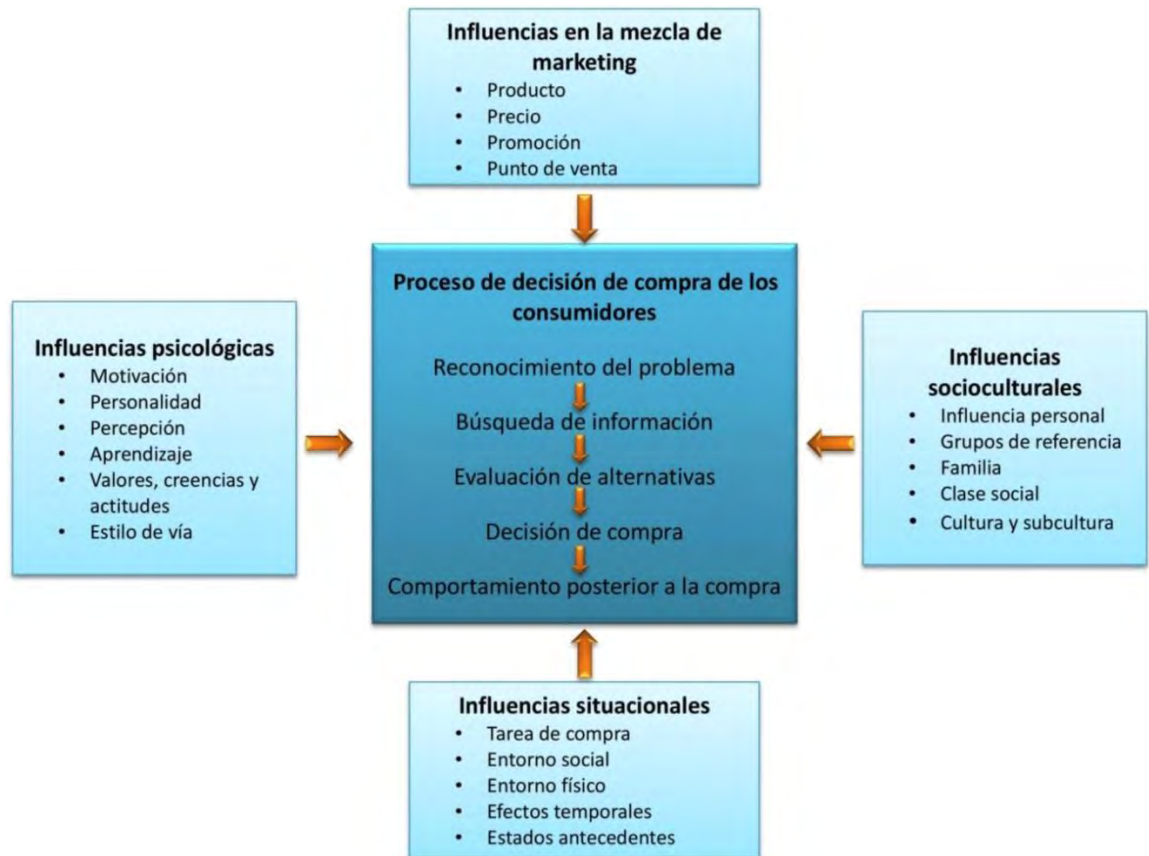 Influencias en la mezcla de
marketing
• Producto
• Precio
• Promoción
• Punto de venta
Proceso de decisión de compra de los
consumidores
Reconocimiento del problema
Búsqueda de información
Evaluación de alternativas
Decisión de compra
Comportamiento posterior a la compra
Influencias psicológicas
• Motivación
• Personalidad
• Percepción
• Aprendizaje
• Valores, creencias y
actitudes
• Estilo de vía
Influencias
socioculturales
• Influencia personal
• Grupos de referencia
• Familia
• Clase social
• Cultura y subcultura
Influencias situacionales
• Tarea de compra
• Entorno social
• Entorno físico
• Efectos temporales
• Estados antecedentes